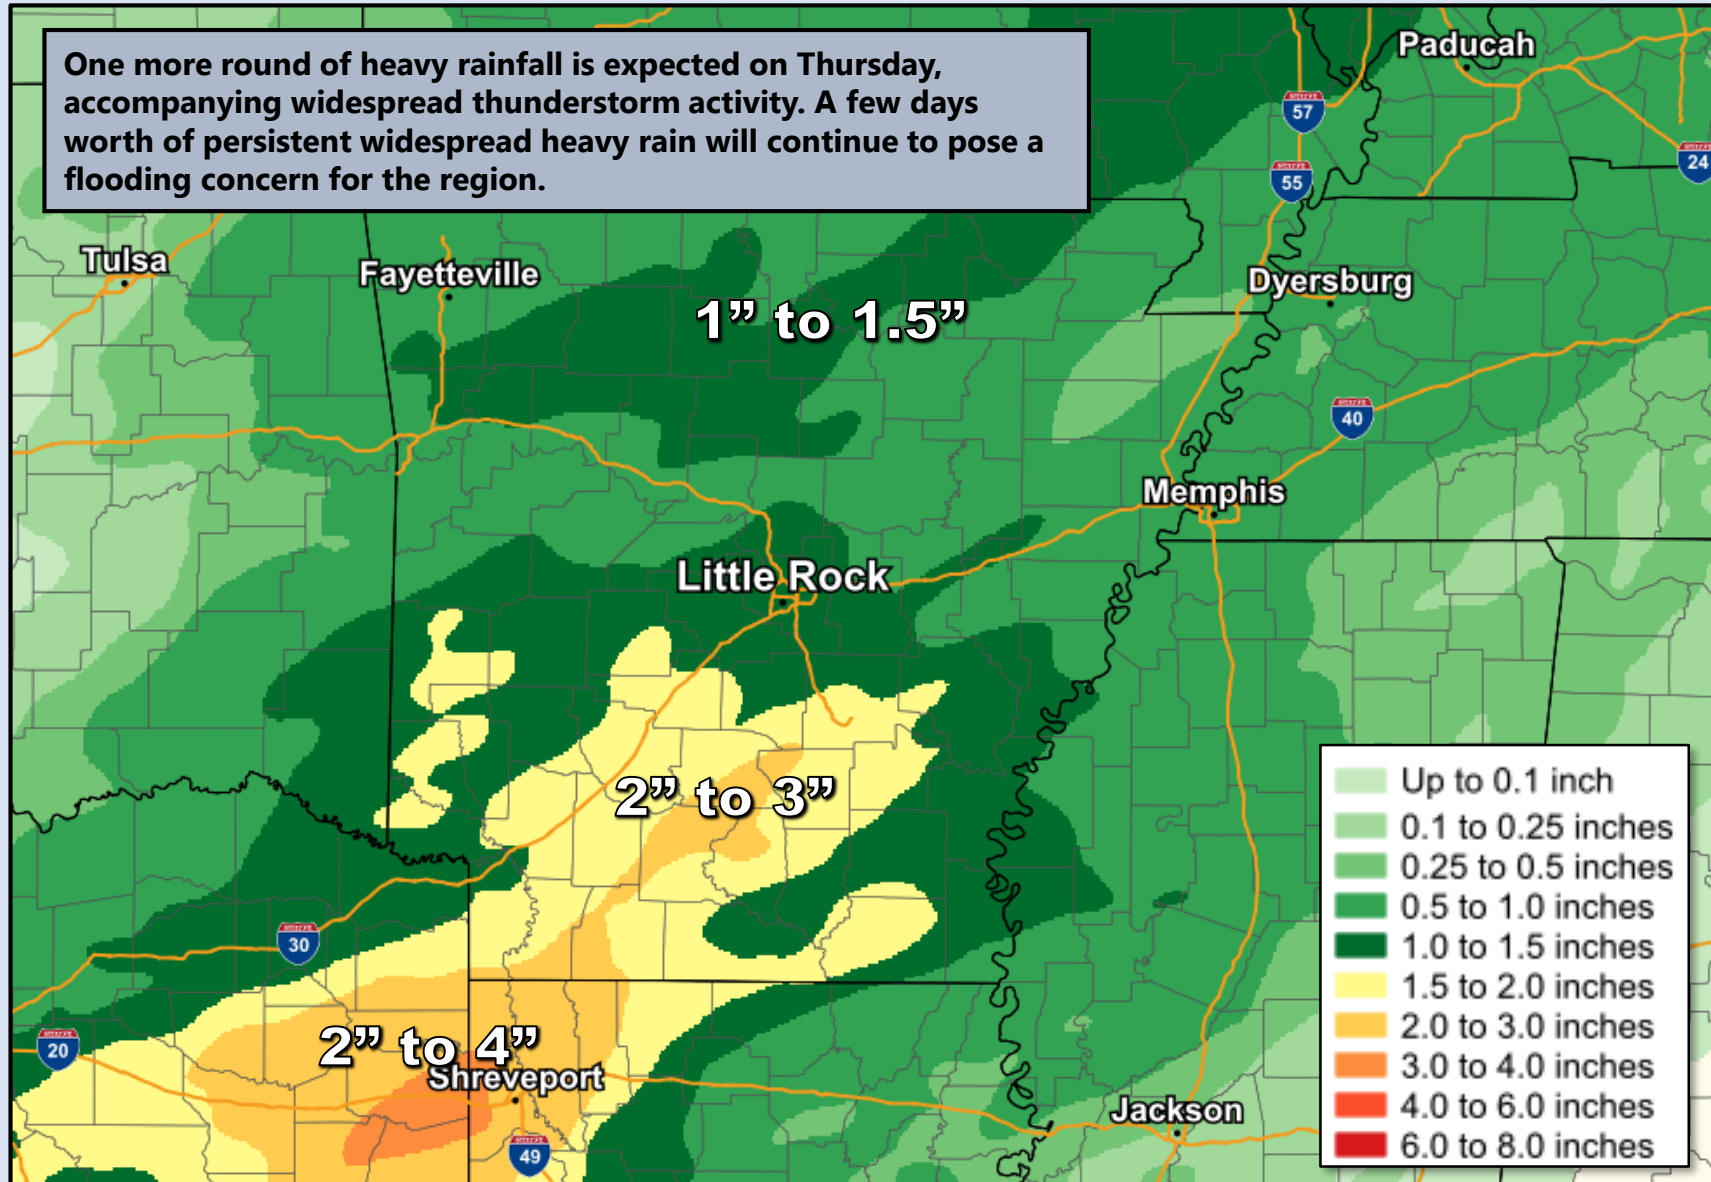 One more round of heavy rainfall is expected on Thursday,
accompanying widespread thunderstorm activity. A few days
worth of persistent widespread heavy rain will continue to pose a
flooding concern for the region.
Paducah
57
24
55
Tulsa
Fayetteville
Dyersburg
1” to 1.5”
40
Memphis
Little Rock
2” to 3”
30
20
2” to 4”
Shreveport
49
Jackson
Up to 0.1 inch
0.1 to 0.25 inches
0.25 to 0.5 inches
0.5 to 1.0 inches
1.0 to 1.5 inches
1.5 to 2.0 inches
2.0 to 3.0 inches
3.0 to 4.0 inches
4.0 to 6.0 inches
6.0 to 8.0 inches